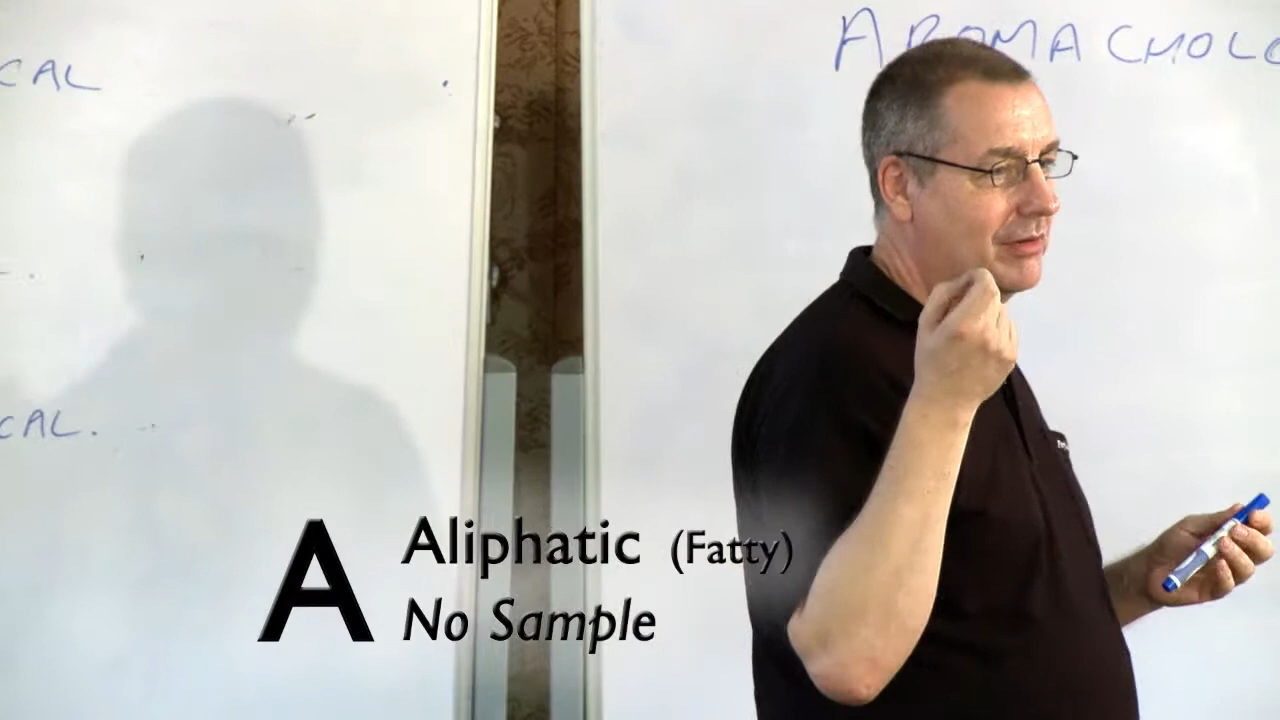 CAL
AROMACHOLO
CAL.
A
Aliphatic (Fatty)
No Sample